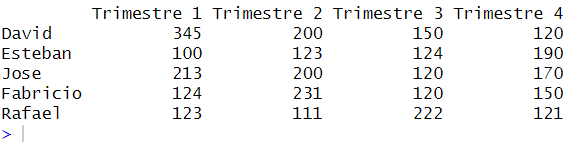 Trimestre 1 Trimestre 2 Trimestre 3 Trimestre 4
David 345 200 150 120
Esteban 100 123 124 190
Jose 213 200 120 170
Fabricio 124 231 120 150
Rafael 123 111 222 121
>